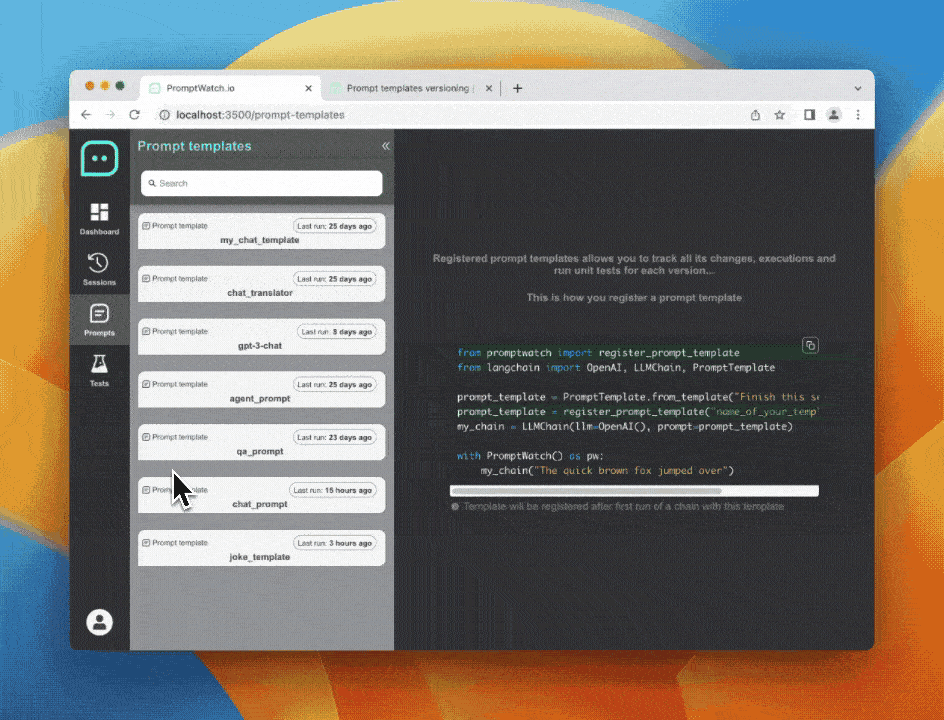 PromptWatch.io
Prompt templates versioning
localhost:3500/prompt-templates
Dashboard
Sessions
Prompts
Tests
Prompt templates
Search
Prompt template Last run: 25 days ago
my_chat_template
Prompt template Last run: 25 days ago
chat_translator
Prompt template Last run: 8 days ago
gpt-3-chat
Prompt template Last run: 25 days ago
agent_prompt
Prompt template Last run: 23 days ago
qa_prompt
Prompt template Last run: 15 hours ago
chat_prompt
Prompt template Last run: 3 hours ago
joke_template
Registered prompt templates allows you to track all its changes, executions and
run unit tests for each version...
This is how you register a prompt template
from promptwatch import register_prompt_template
from langchain import OpenAI, LLMChain, PromptTemplate
prompt_template = PromptTemplate.from_template("Finish this se
prompt_template = register_prompt_template("name_of_your_temp
my_chain = LLMChain(llm=OpenAI(), prompt=prompt_template)
with PromptWatch() as pw:
my_chain("The quick brown fox jumped over")
Template will be registered after first run of a chain with this template